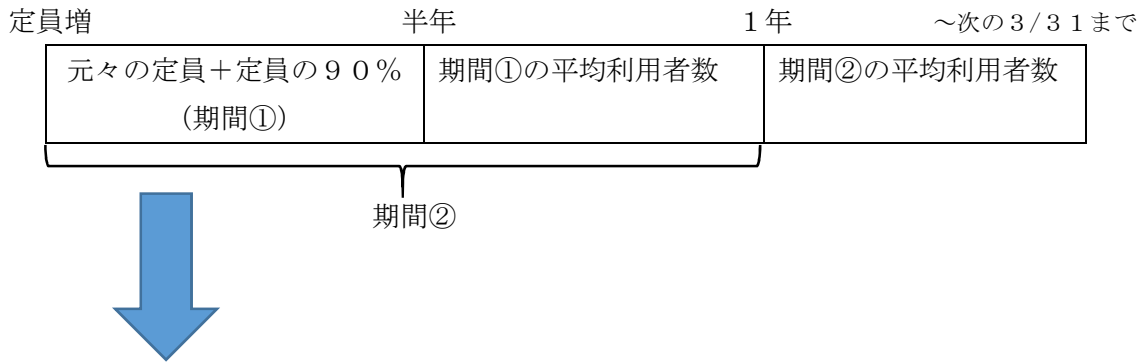 定員増 半年 1年 ～次の3/31まで
元々の定員＋定員の90％ 期間①の平均利用者数 期間②の平均利用者数
（期間①）
期間②